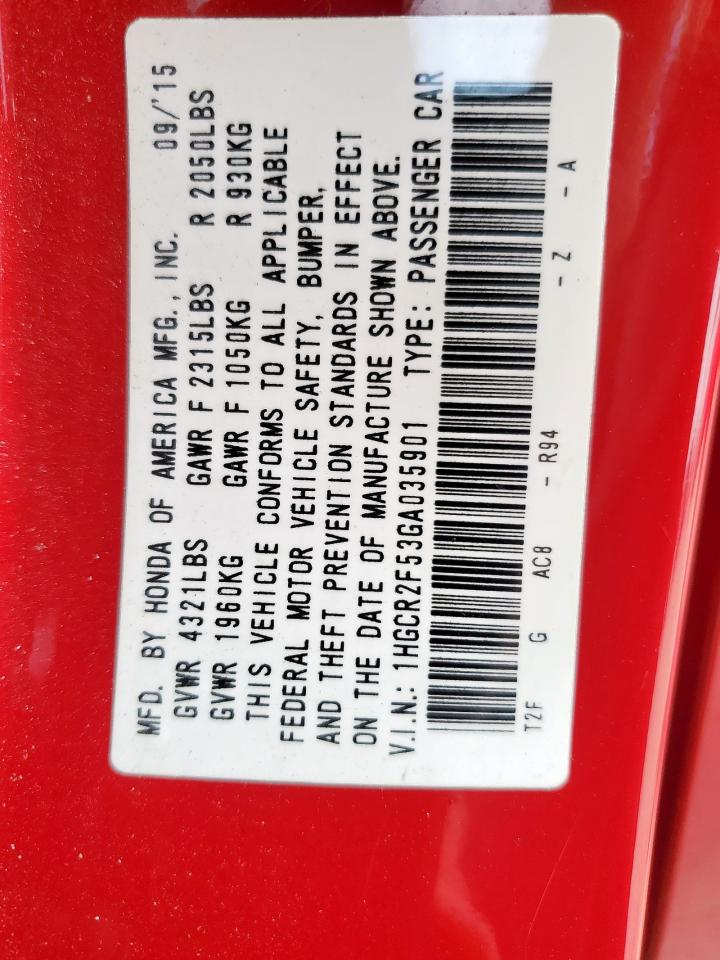 MFD. BY HONDA OF AMERICA MFG., INC. 09/'15
GVWR 4321LBS GAWR F 2315LBS R 2050LBS
GVWR 1960KG GAWR F 1050KG R 930KG
THIS VEHICLE CONFORMS TO ALL APPLICABLE
FEDERAL MOTOR VEHICLE SAFETY, BUMPER,
AND THEFT PREVENTION STANDARDS IN EFFECT
ON THE DATE OF MANUFACTURE SHOWN ABOVE.
V.I.N.: 1HGCR2F53GA035901 TYPE: PASSENGER CAR
T2F G AC8 - R94 - Z - A